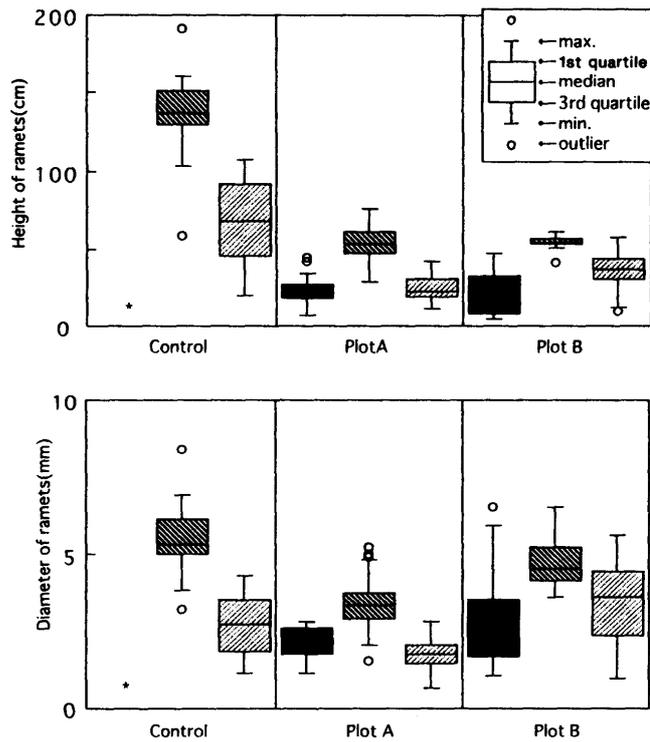 Height of ramets(cm)
200
100
0
max.
1st quartile
median
3rd quartile
min.
outlier
*
Control
PlotA
Plot B
Diameter of ramets(mm)
10
5
0
*
Control
Plot A
Plot B